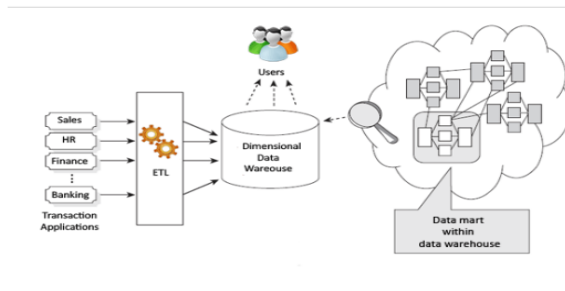 Users
Sales
HR
Finance
Banking
Transaction
Applications
ETL
Dimensional
Data
Wareouse
Data mart
within
data warehouse